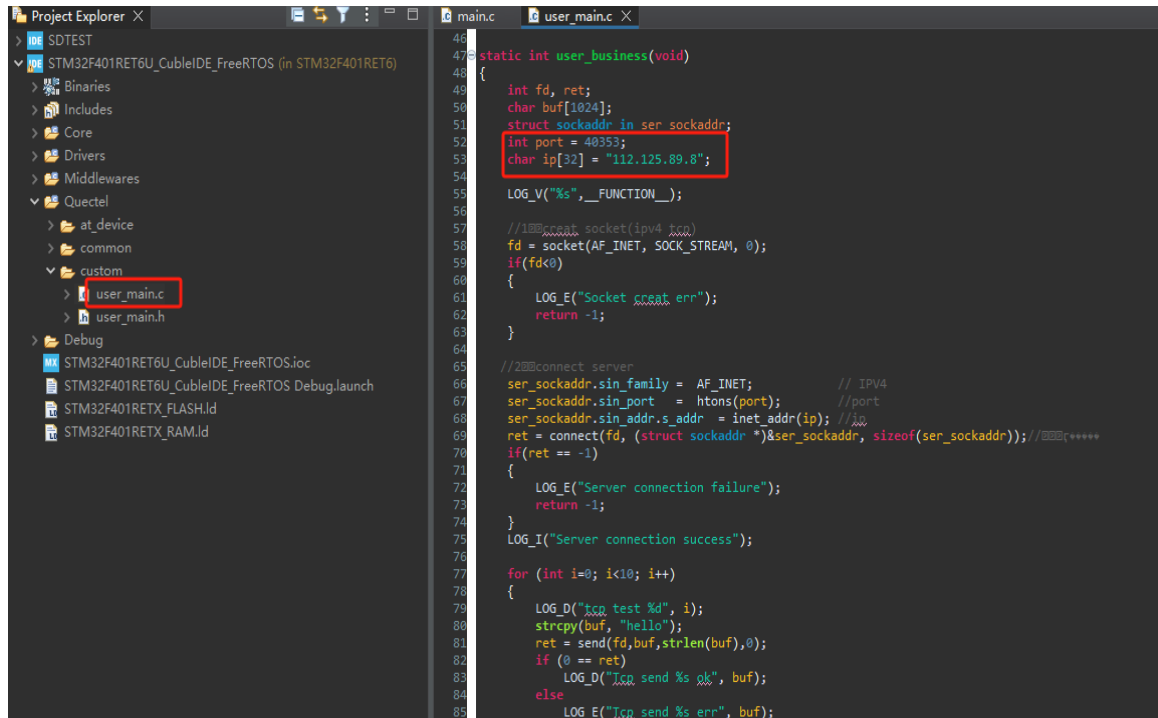 Project Explorer
SDTEST
STM32F401RET6U_CubleIDE_FreeRTOS (in STM32F401RET6)
Binaries
Includes
Core
Drivers
Middlewares
Quectel
at_device
common
custom
user_main.c
user_main.h
Debug
STM32F401RET6U_CubleIDE_FreeRTOS.ioc
STM32F401RET6U_CubleIDE_FreeRTOS Debug.launch
STM32F401RETX_FLASH.ld
STM32F401RETX_RAM.ld
main.c
user_main.c
46
47 static int user_business(void)
48 {
49 int fd, ret;
50 char buf[1024];
51 struct sockaddr_in ser_sockaddr;
52 int port = 40353;
53 char ip[32] = "112.125.89.8";
54
55 LOG_V("%s",__FUNCTION__);
56
57 //1 creat socket(ipv4 tcp)
58 fd = socket(AF_INET, SOCK_STREAM, 0);
59 if(fd<0)
60 {
61 LOG_E("Socket creat err");
62 return -1;
63 }
64
65 //2 connect server
66 ser_sockaddr.sin_family = AF_INET; // IPV4
67 ser_sockaddr.sin_port = htons(port); //port
68 ser_sockaddr.sin_addr.s_addr = inet_addr(ip); //ip
69 ret = connect(fd, (struct sockaddr *)&ser_sockaddr, sizeof(ser_sockaddr));//
70 if(ret == -1)
71 {
72 LOG_E("Server connection failure");
73 return -1;
74 }
75 LOG_I("Server connection success");
76
77 for (int i=0; i<10; i++)
78 {
79 LOG_D("tcp test %d", i);
80 strcpy(buf, "hello");
81 ret = send(fd,buf,strlen(buf),0);
82 if (0 == ret)
83 LOG_D("Tcp send %s ok", buf);
84 else
85 LOG_E("Tcp send %s err", buf);